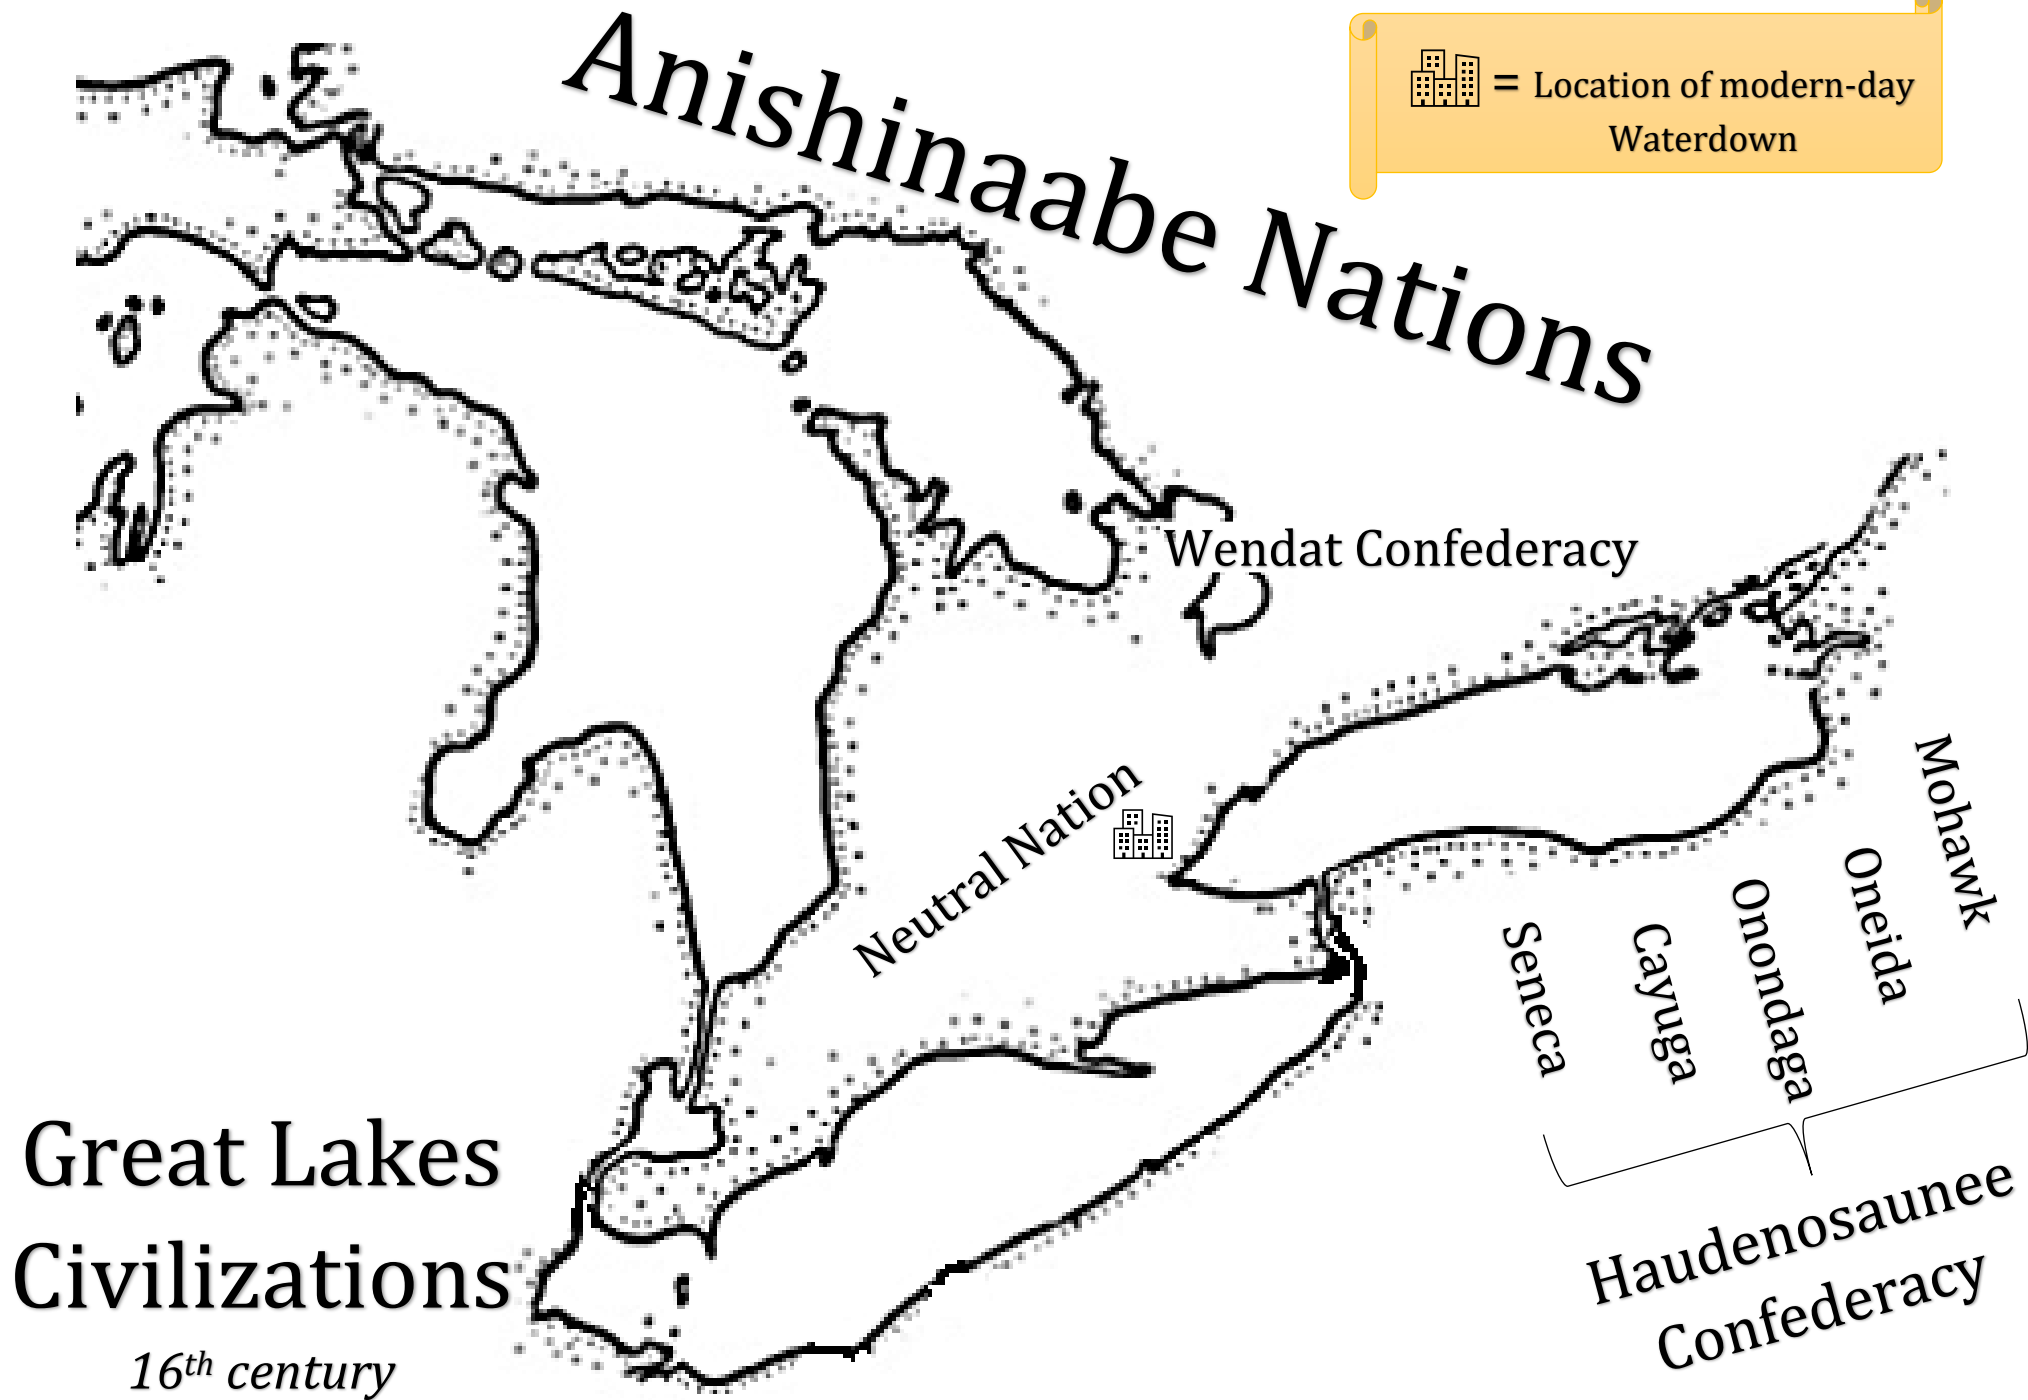 Anishinaabe Nations
= Location of modern-day
Waterdown
Wendat Confederacy
Neutral Nation
Mohawk
Oneida
Onondaga
Cayuga
Seneca
Haudenosaunee
Confederacy
Great Lakes
Civilizations
16th century